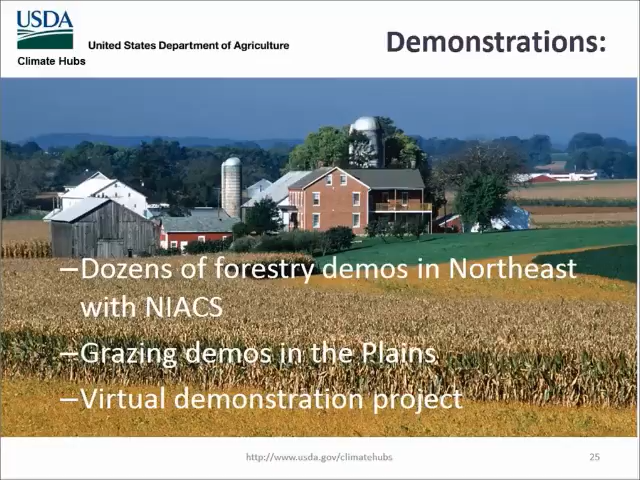 USDA
United States Department of Agriculture
Climate Hubs
Demonstrations:
–Dozens of forestry demos in Northeast
with NIACS
–Grazing demos in the Plains
–Virtual demonstration project
http://www.usda.gov/climatehubs
25